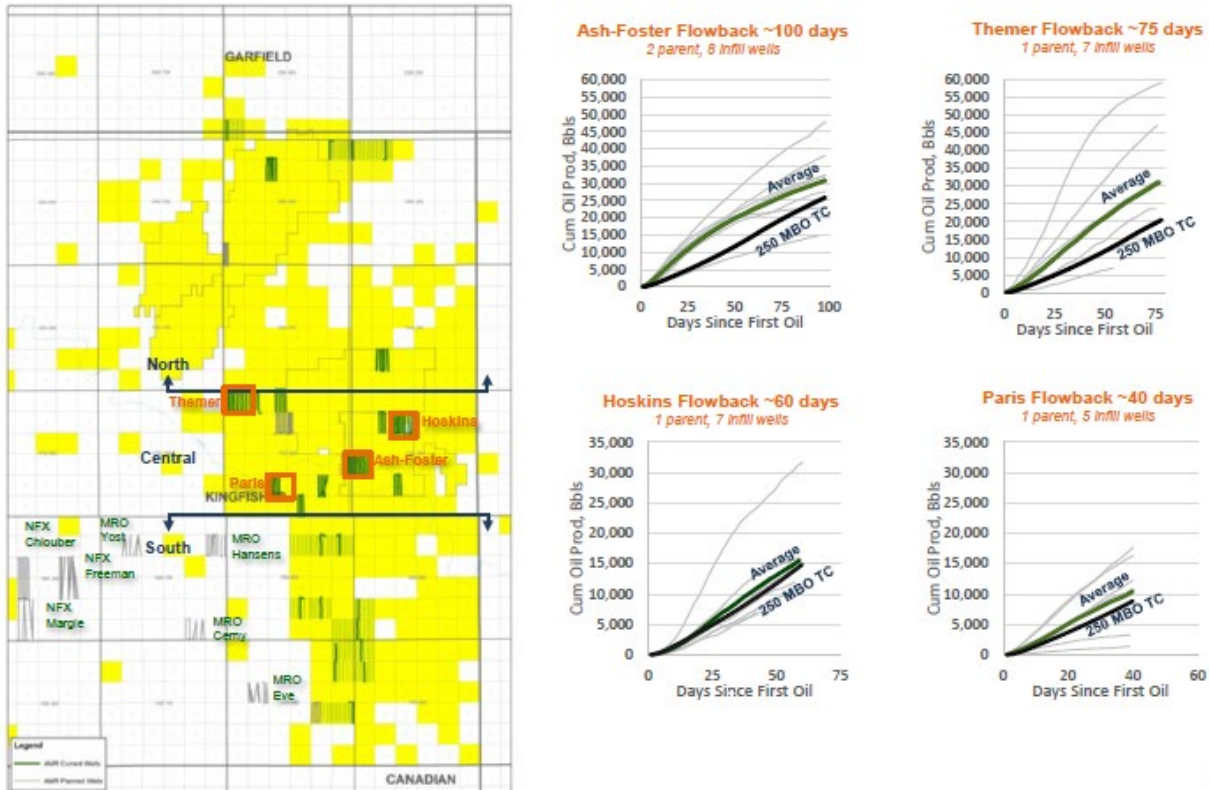 GARFIELD
North
Themer
Hoskins
Central
Ash-Foster
Paris
KINGFISH
South
NFX
Chlouber
MRO
Yost
MRO
Hansens
NFX
Freeman
NFX
Margie
MRO
Cerny
MRO
Eve
CANADIAN
Legend
AMR Current Wells
AMR Planned Wells
Ash-Foster Flowback ~100 days
2 parent, 8 infill wells
60,000
55,000
50,000
45,000
40,000
35,000
30,000
25,000
20,000
15,000
10,000
5,000
0
Cum Oil Prod, Bbls
Average
250 MBO TC
0 25 50 75 100
Days Since First Oil
Themer Flowback ~75 days
1 parent, 7 infill wells
60,000
55,000
50,000
45,000
40,000
35,000
30,000
25,000
20,000
15,000
10,000
5,000
0
Cum Oil Prod, Bbls
Average
250 MBO TC
0 25 50 75
Days Since First Oil
Hoskins Flowback ~60 days
1 parent, 7 infill wells
35,000
30,000
25,000
20,000
15,000
10,000
5,000
0
Cum Oil Prod, Bbls
Average
250 MBO TC
0 25 50 75
Days Since First Oil
Paris Flowback ~40 days
1 parent, 5 infill wells
35,000
30,000
25,000
20,000
15,000
10,000
5,000
0
Cum Oil Prod, Bbls
Average
250 MBO TC
0 20 40 60
Days Since First Oil